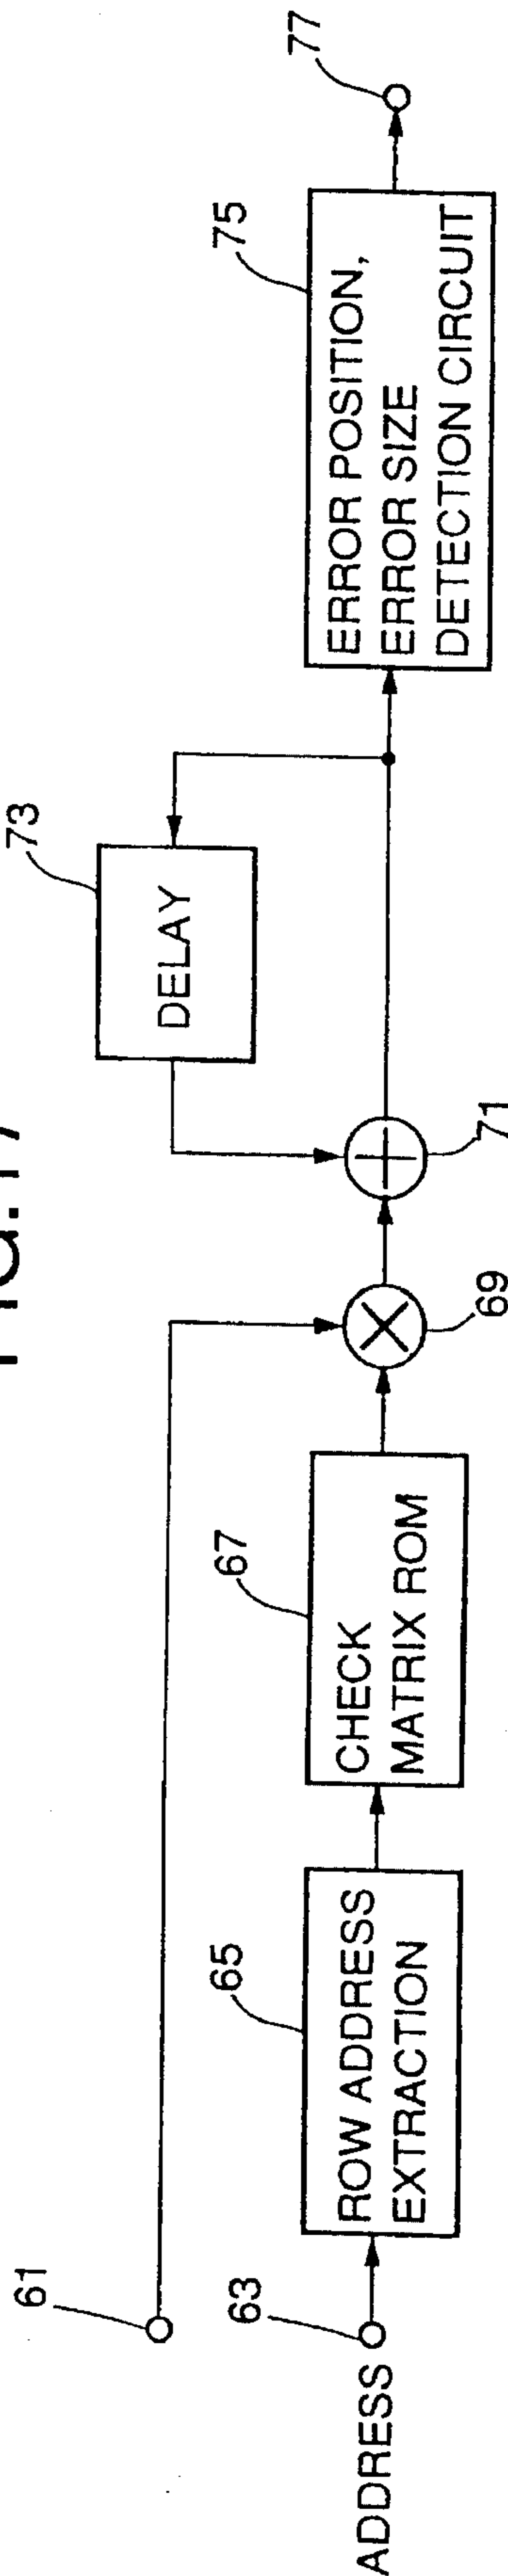 FIG.17
61
63
ADDRESS
65
ROW ADDRESS
EXTRACTION
67
CHECK
MATRIX ROM
69
71
73
DELAY
75
ERROR POSITION,
ERROR SIZE
DETECTION CIRCUIT
77